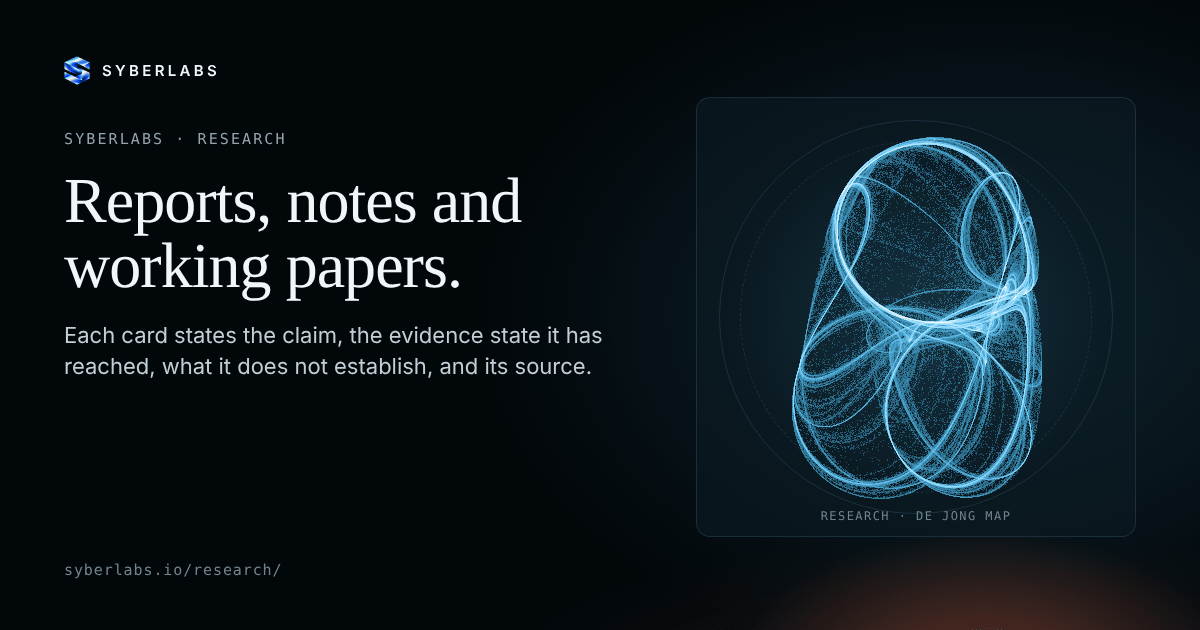 SYBERLABS
SYBERLABS · RESEARCH
Reports, notes and
working papers.
Each card states the claim, the evidence state it has
reached, what it does not establish, and its source.
RESEARCH · DE JONG MAP
syberlabs.io/research/